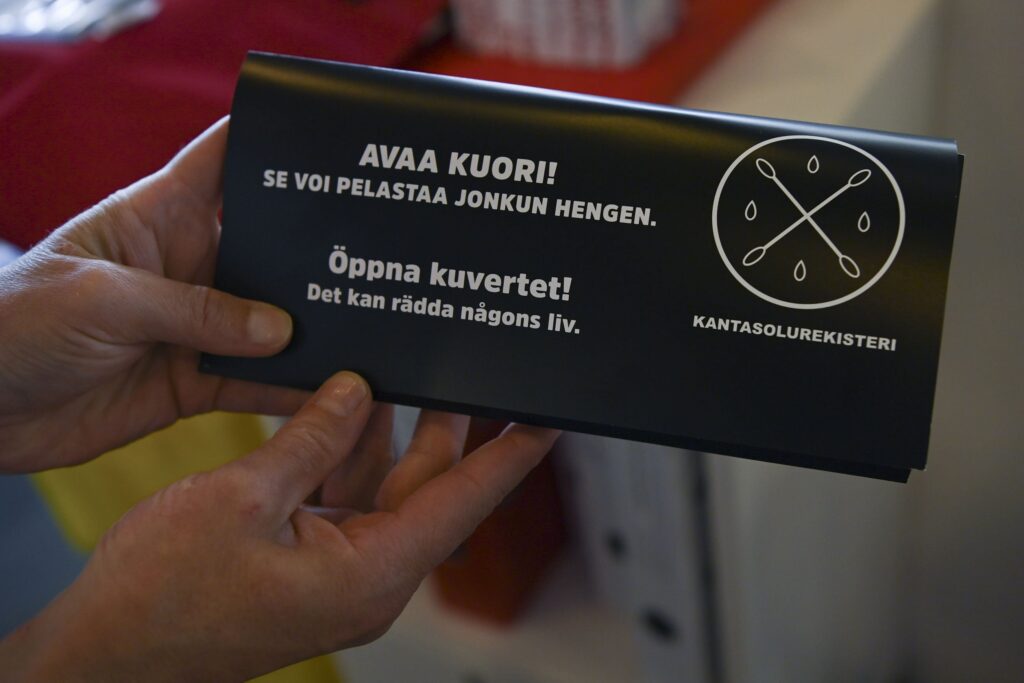 AVAA KUORI!
SE VOI PELASTAA JONKUN HENGEN.
Öppna kuvertet!
Det kan rädda någons liv.
KANTASOLUREKISTERI